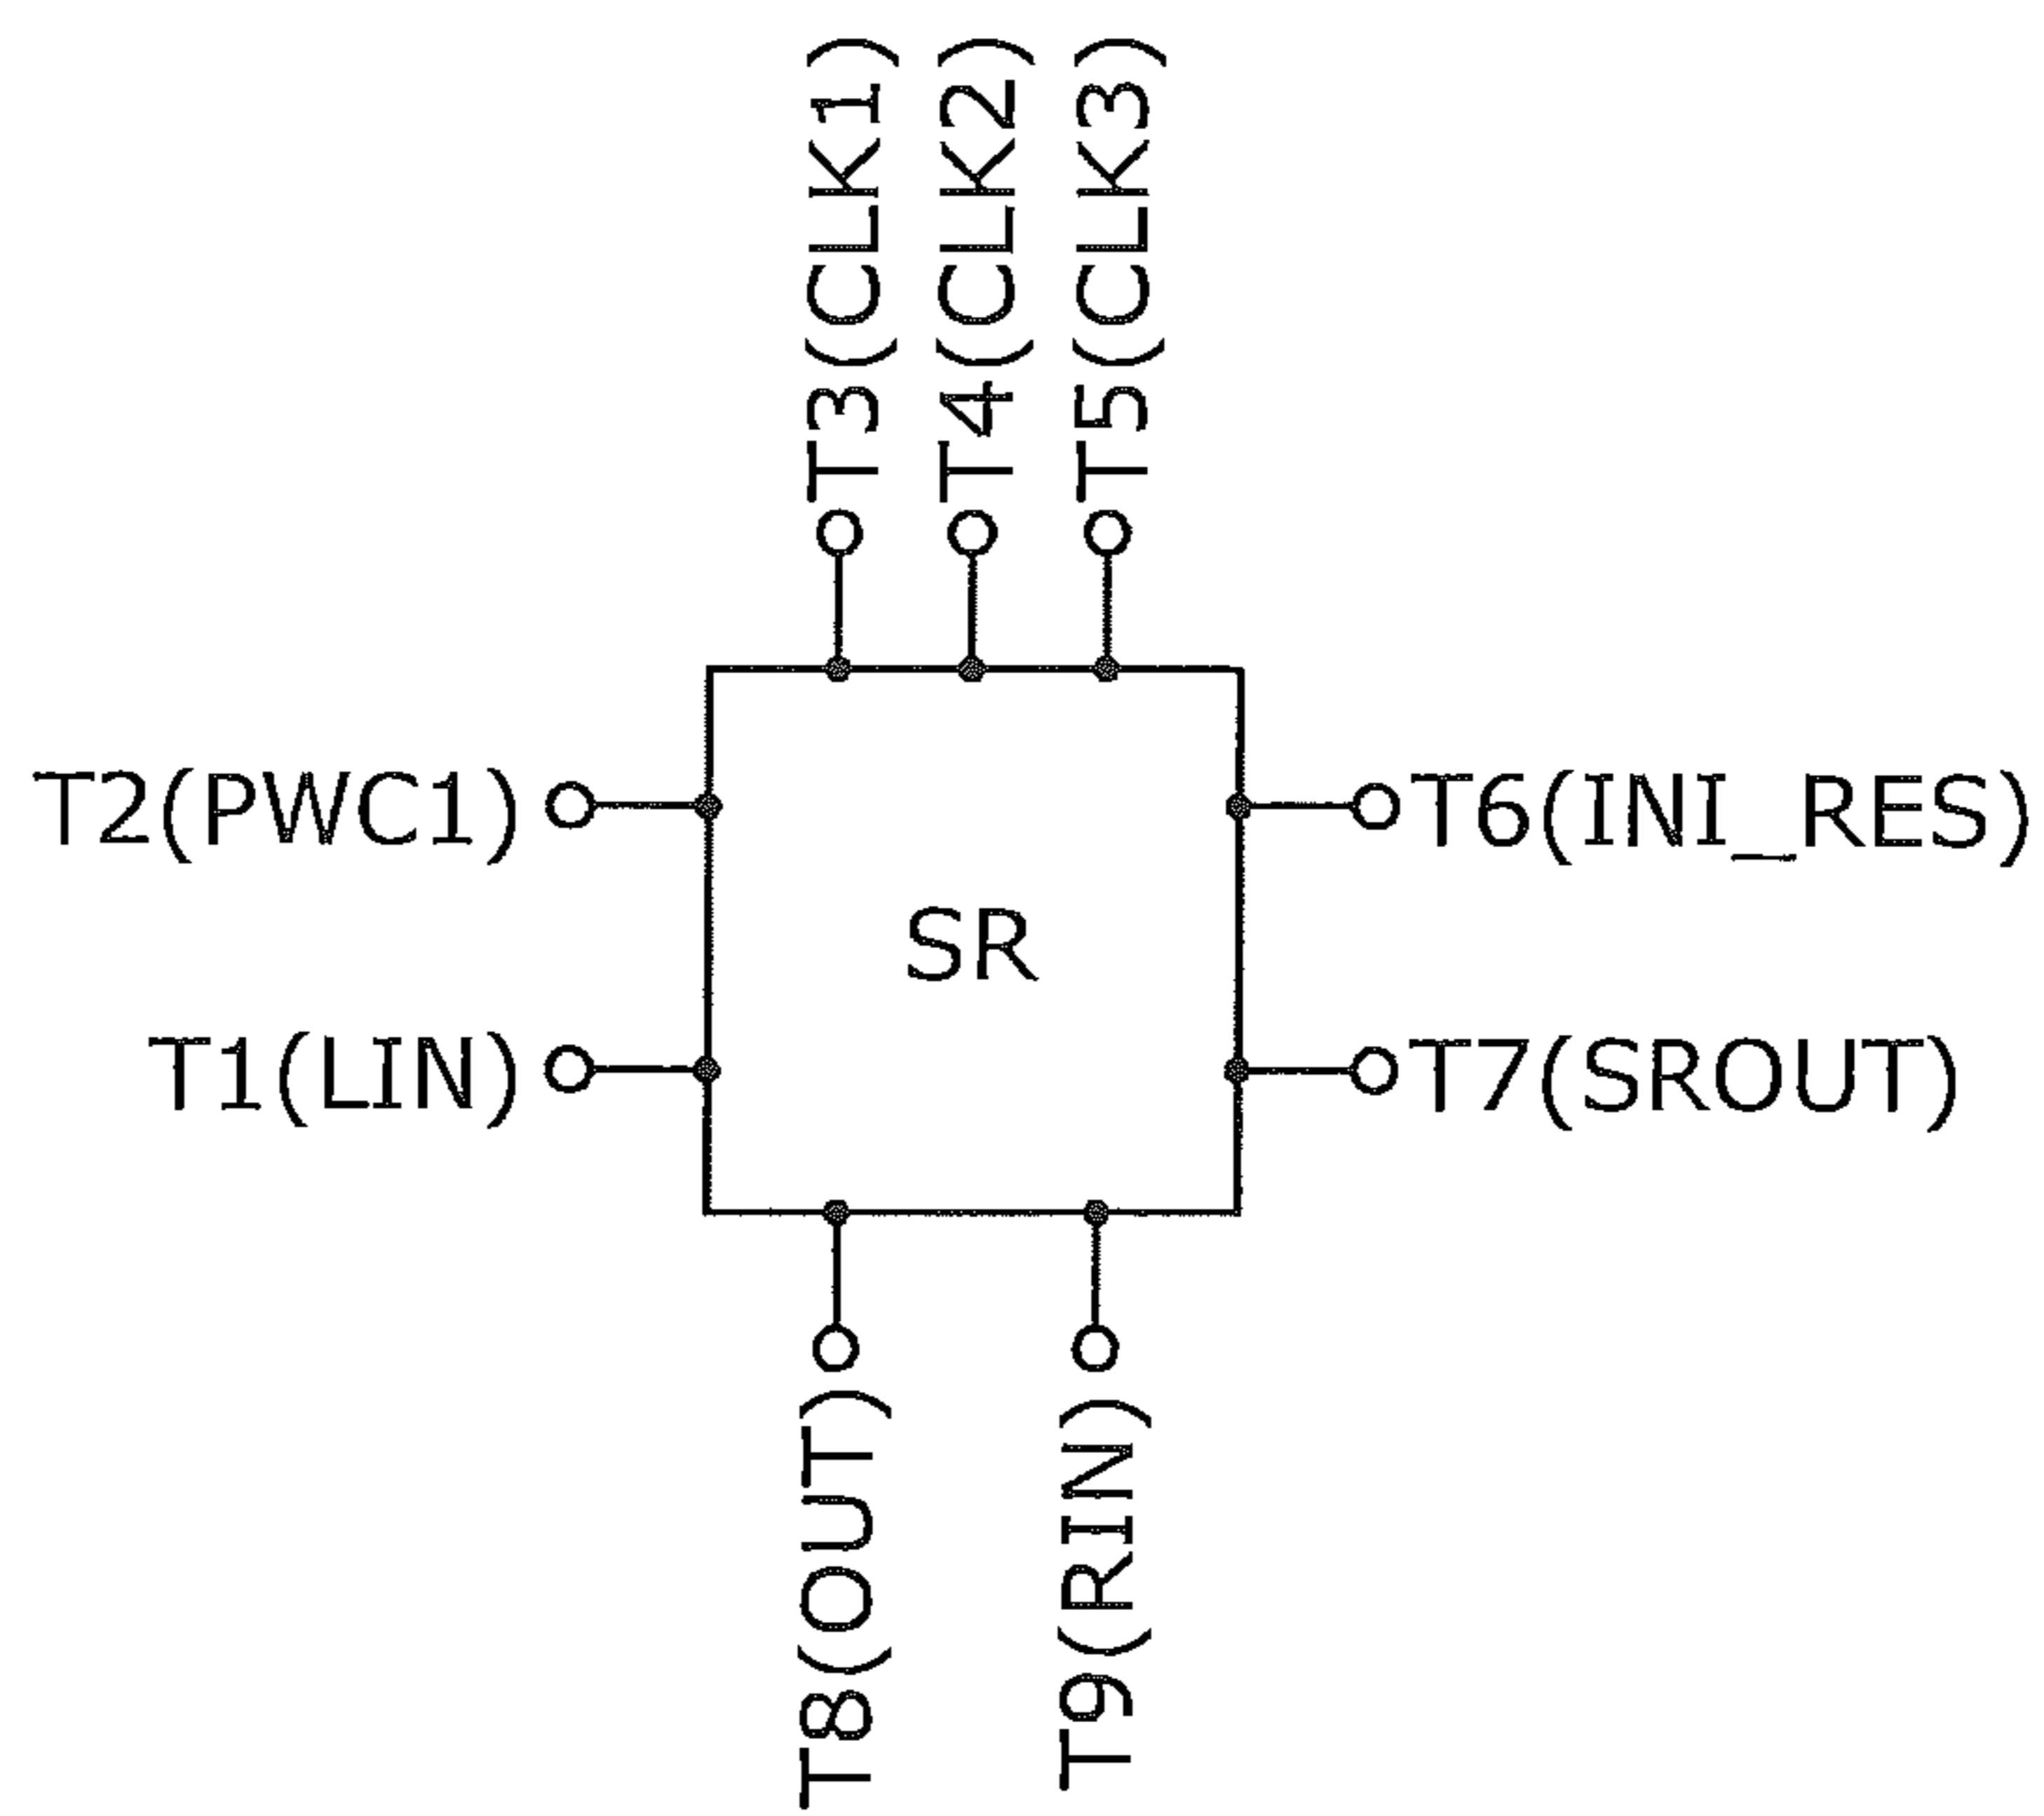 T3(CLK1)
T4(CLK2)
T5(CLK3)
T2(PWC1)
T6(INI_RES)
SR
T1(LIN)
T7(SROUT)
T8(OUT)
T9(RIN)